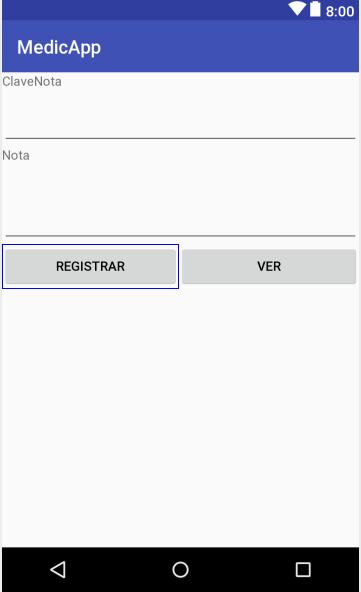 8:00
MedicApp
ClaveNota
Nota
REGISTRAR VER